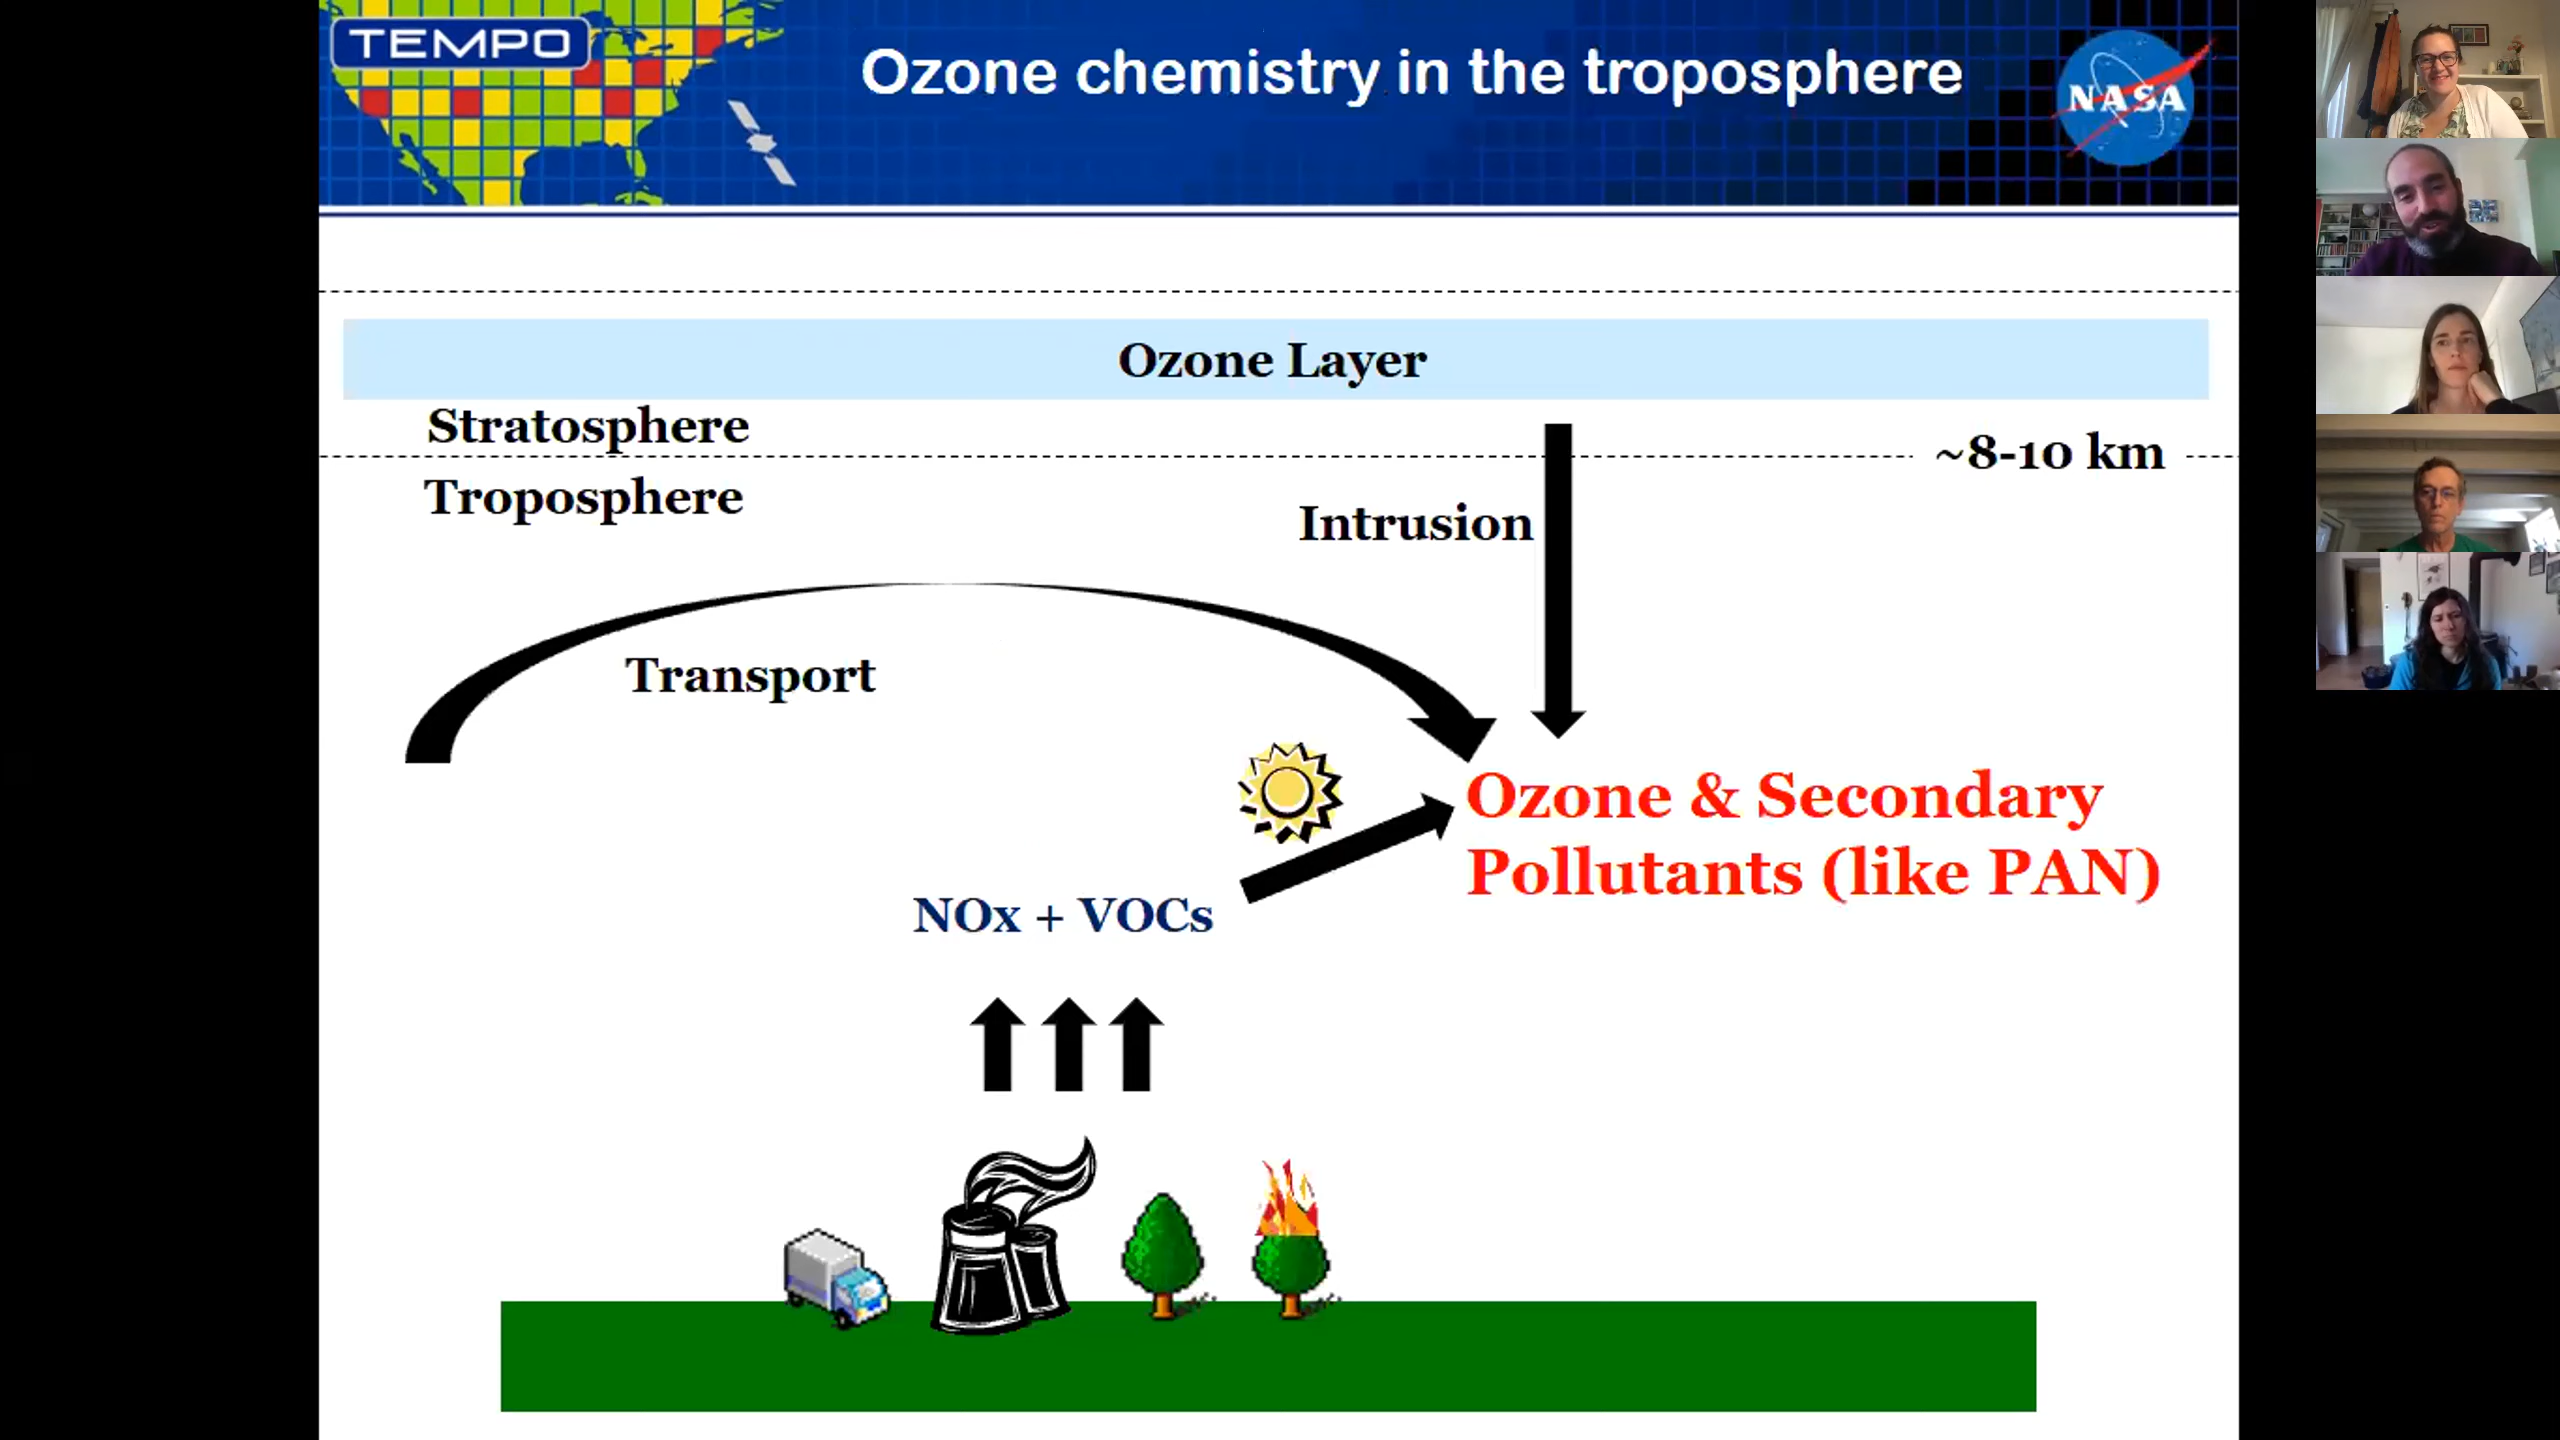 TEMPO
Ozone chemistry in the troposphere
NASA
Ozone Layer
Stratosphere
~8-10 km
Troposphere
Intrusion
Transport
Ozone & Secondary
Pollutants (like PAN)
NOx + VOCs